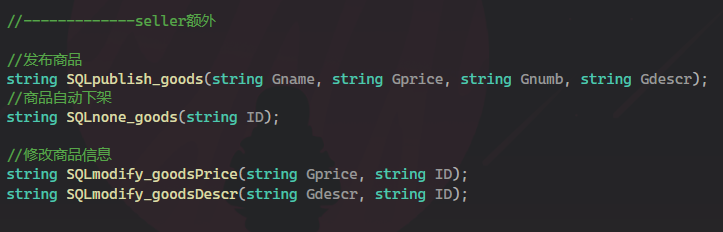 //-------------seller额外
//发布商品
string SQLpublish_goods(string Gname, string Gprice, string Gnumb, string Gdescr);
//商品自动下架
string SQLnone_goods(string ID);
//修改商品信息
string SQLmodify_goodsPrice(string Gprice, string ID);
string SQLmodify_goodsDescr(string Gdescr, string ID);